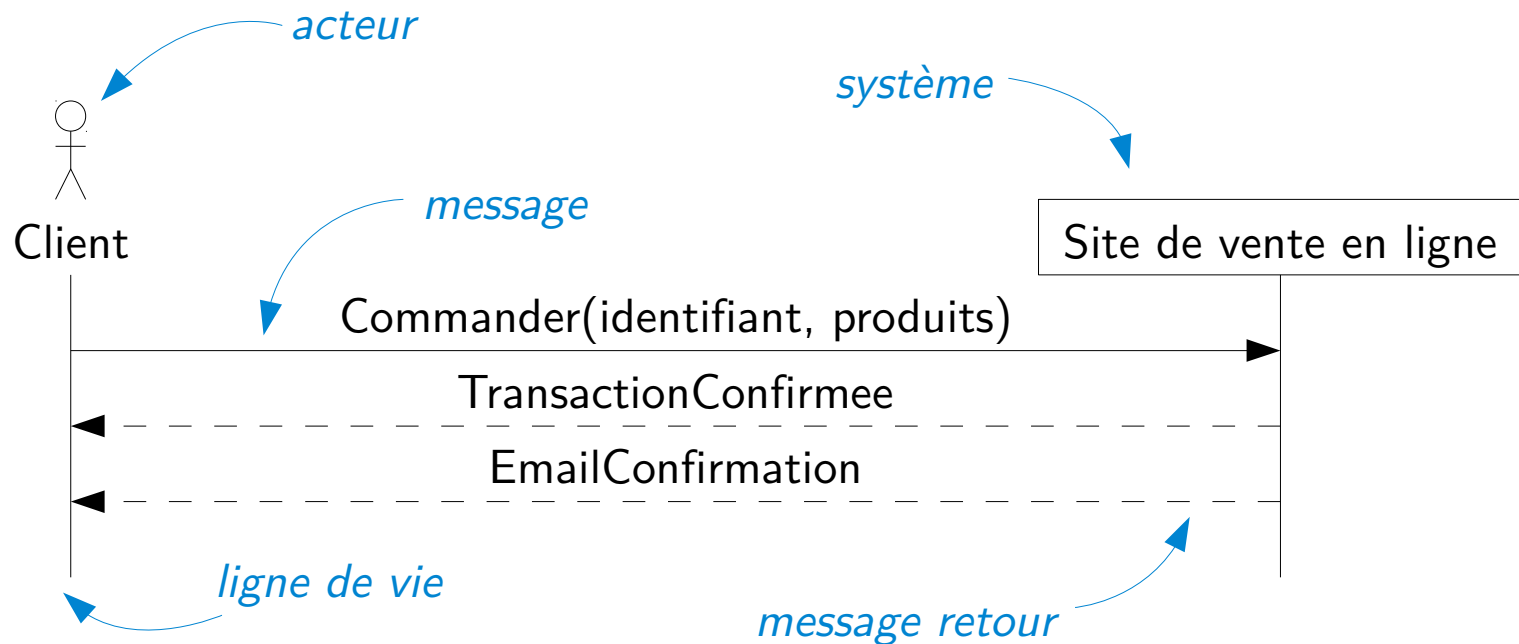 acteur
système
message
Client
Site de vente en ligne
Commander(identifiant, produits)
TransactionConfirmee
EmailConfirmation
ligne de vie
message retour